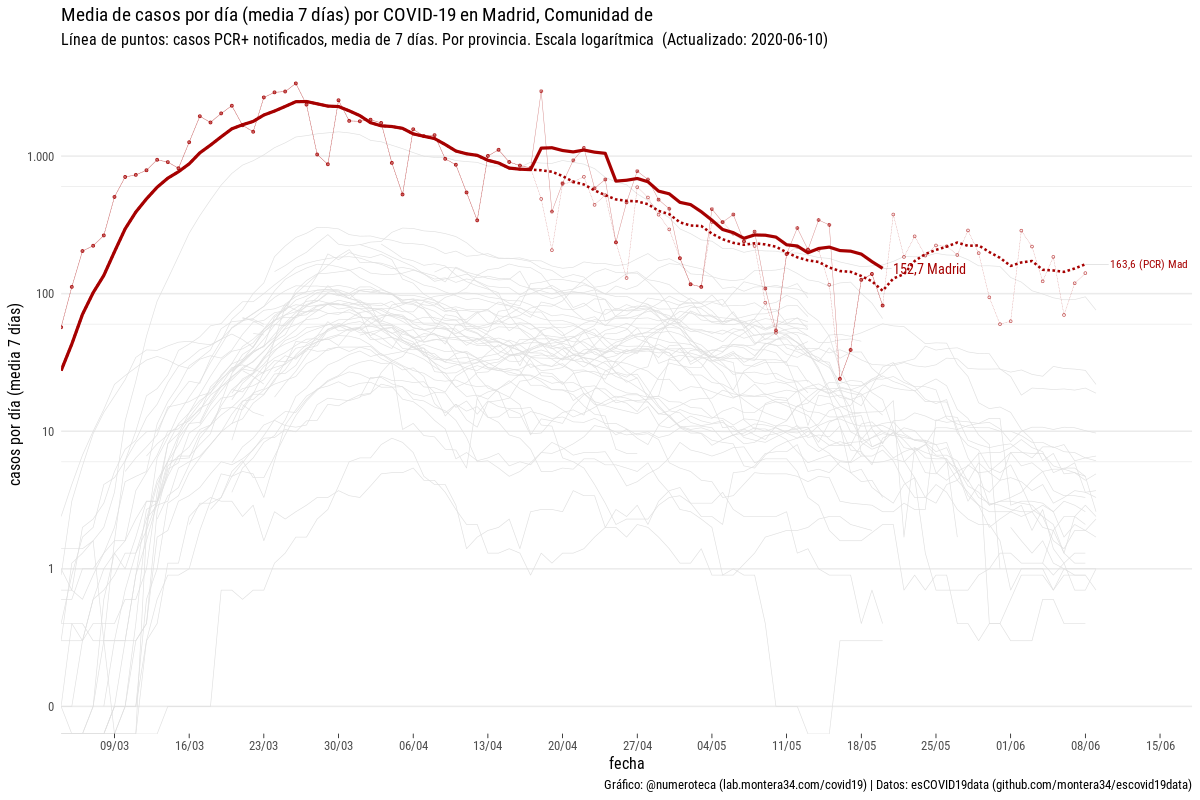 Media de casos por día (media 7 días) por COVID-19 en Madrid, Comunidad de
Línea de puntos: casos PCR+ notificados, media de 7 días. Por provincia. Escala logarítmica (Actualizado: 2020-06-10)
casos por día (media 7 días)
1.000
100
10
1
0
152,7 Madrid
163,6 (PCR) Mad
09/03
16/03
23/03
30/03
06/04
13/04
20/04
27/04
04/05
11/05
18/05
25/05
01/06
08/06
15/06
fecha
Gráfico: @numeroteca (lab.montera34.com/covid19) | Datos: esCOVID19data (github.com/montera34/escovid19data)